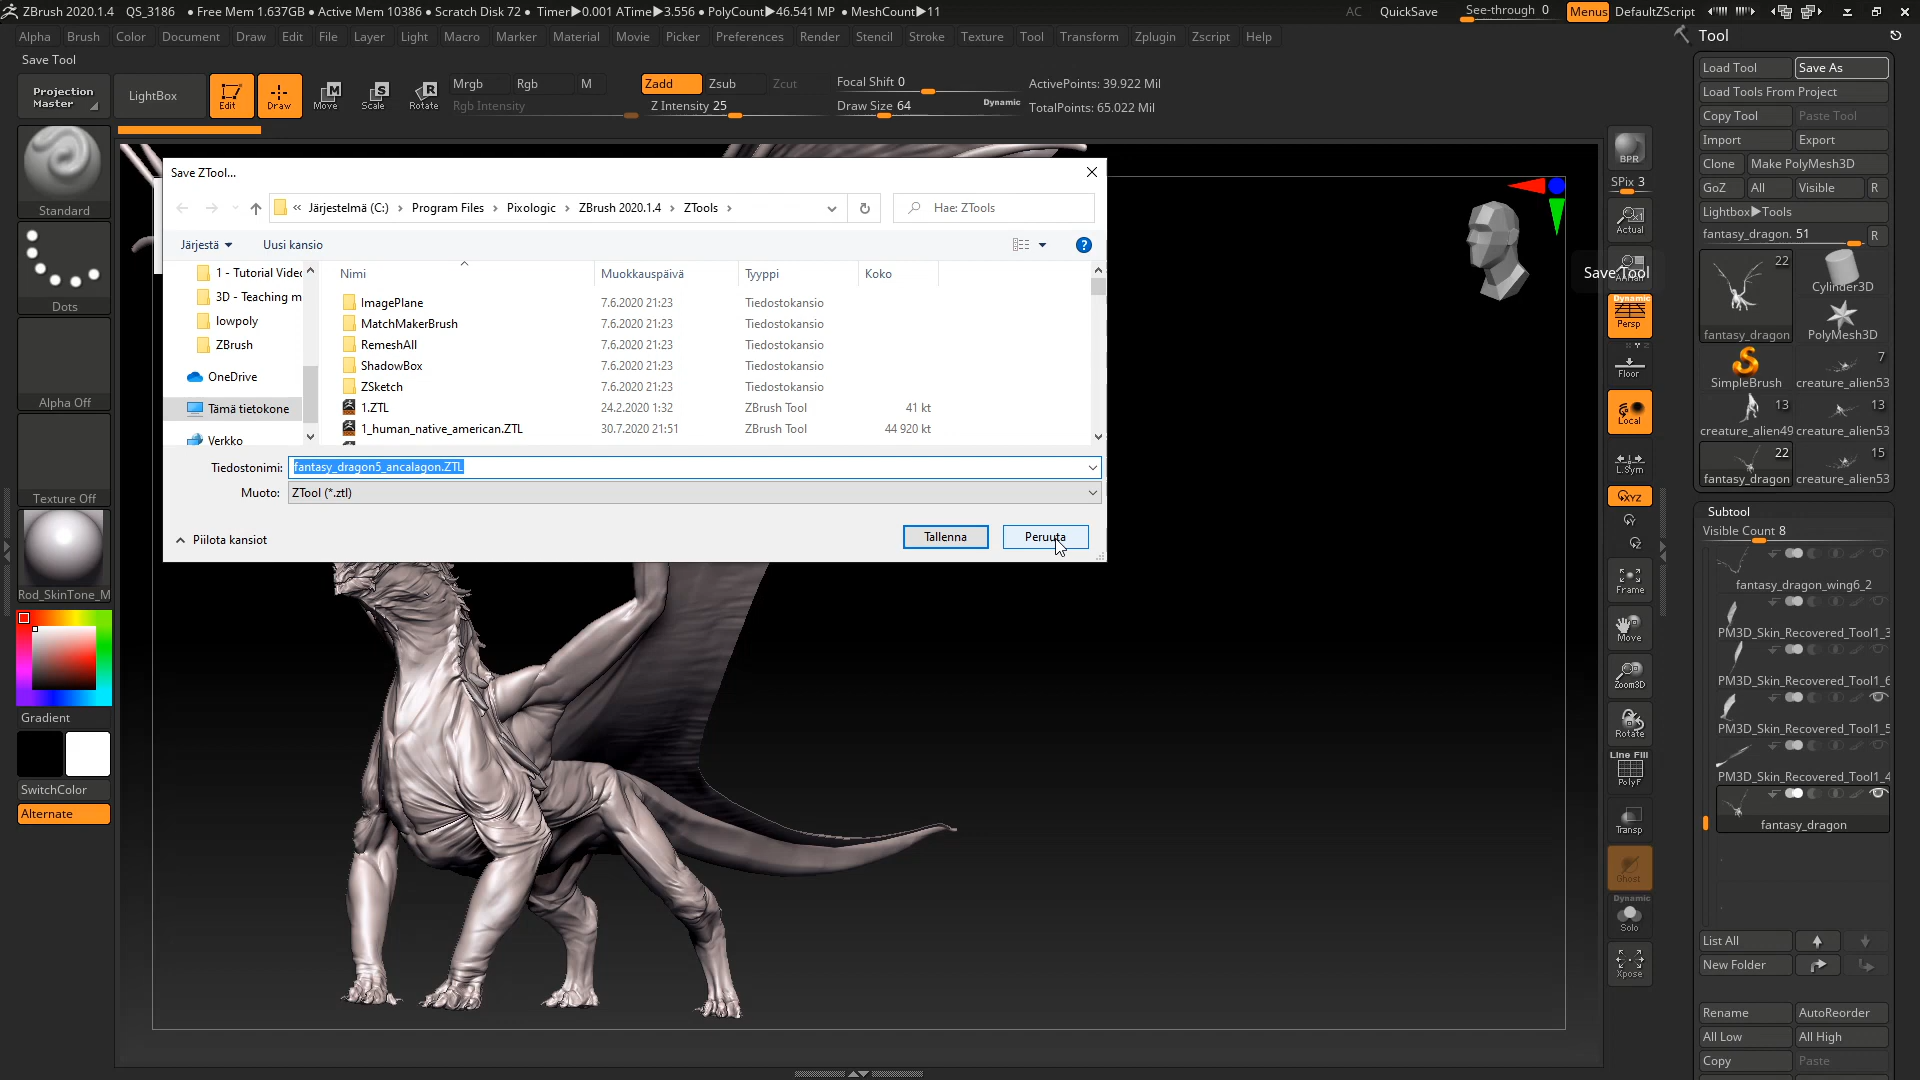 ZBrush 2020.1.4 QS_3186 • Free Mem 1.637GB • Active Mem 10386 • Scratch Disk 72 • Timer▶0.001 ATime▶3.556 • PolyCount▶46.541 MP • MeshCount▶11
AC QuickSave See-through 0 Menus DefaultZScript
Alpha Brush Color Document Draw Edit File Layer Light Macro Marker Material Movie Picker Preferences Render Stencil Stroke Texture Tool Transform Zplugin Zscript Help
Save Tool
Projection
Master
LightBox
Edit
Draw
Move
Scale
Rotate
Mrgb Rgb M
Rgb Intensity
Zadd Zsub Zcut
Z Intensity 25
Focal Shift 0
Draw Size 64
Dynamic
ActivePoints: 39.922 Mil
TotalPoints: 65.022 Mil
Standard
Dots
Alpha Off
Texture Off
Rod_SkinTone_M
Gradient
SwitchColor
Alternate
Save ZTool...
« Järjestelmä (C:) › Program Files › Pixologic › ZBrush 2020.1.4 › ZTools ›
Hae: ZTools
Järjestä
Uusi kansio
1 - Tutorial Videc
3D - Teaching m
lowpoly
ZBrush
OneDrive
Tämä tietokone
Verkko
Nimi Muokkauspäivä Tyyppi Koko
ImagePlane 7.6.2020 21:23 Tiedostokansio
MatchMakerBrush 7.6.2020 21:23 Tiedostokansio
RemeshAll 7.6.2020 21:23 Tiedostokansio
ShadowBox 7.6.2020 21:23 Tiedostokansio
ZSketch 7.6.2020 21:23 Tiedostokansio
1.ZTL 24.2.2020 1:32 ZBrush Tool 41 kt
1_human_native_american.ZTL 30.7.2020 21:51 ZBrush Tool 44 920 kt
Tiedostonimi: fantasy_dragon5_ancalagon.ZTL
Muoto: ZTool (*.ztl)
Piilota kansiot
Tallenna
Peruuta
BPR
SPix 3
Actual
Save Tool
Dynamic
Persp
Floor
Local
L.Sym
XYZ
Y
Z
Frame
Move
Zoom3D
Rotate
Line Fill
PolyF
Transp
Ghost
Dynamic
Solo
Xpose
Tool
Load Tool Save As
Load Tools From Project
Copy Tool Paste Tool
Import Export
Clone Make PolyMesh3D
GoZ All Visible R
Lightbox▶Tools
fantasy_dragon. 51 R
22
fantasy_dragon
Cylinder3D
PolyMesh3D
SimpleBrush
7
creature_alien53
13
creature_alien49
13
creature_alien53
22
fantasy_dragon
15
creature_alien53
Subtool
Visible Count 8
fantasy_dragon_wing6_2
PM3D_Skin_Recovered_Tool1_3
PM3D_Skin_Recovered_Tool1_6
PM3D_Skin_Recovered_Tool1_5
PM3D_Skin_Recovered_Tool1_4
fantasy_dragon
List All
New Folder
Rename AutoReorder
All Low All High
Copy Paste